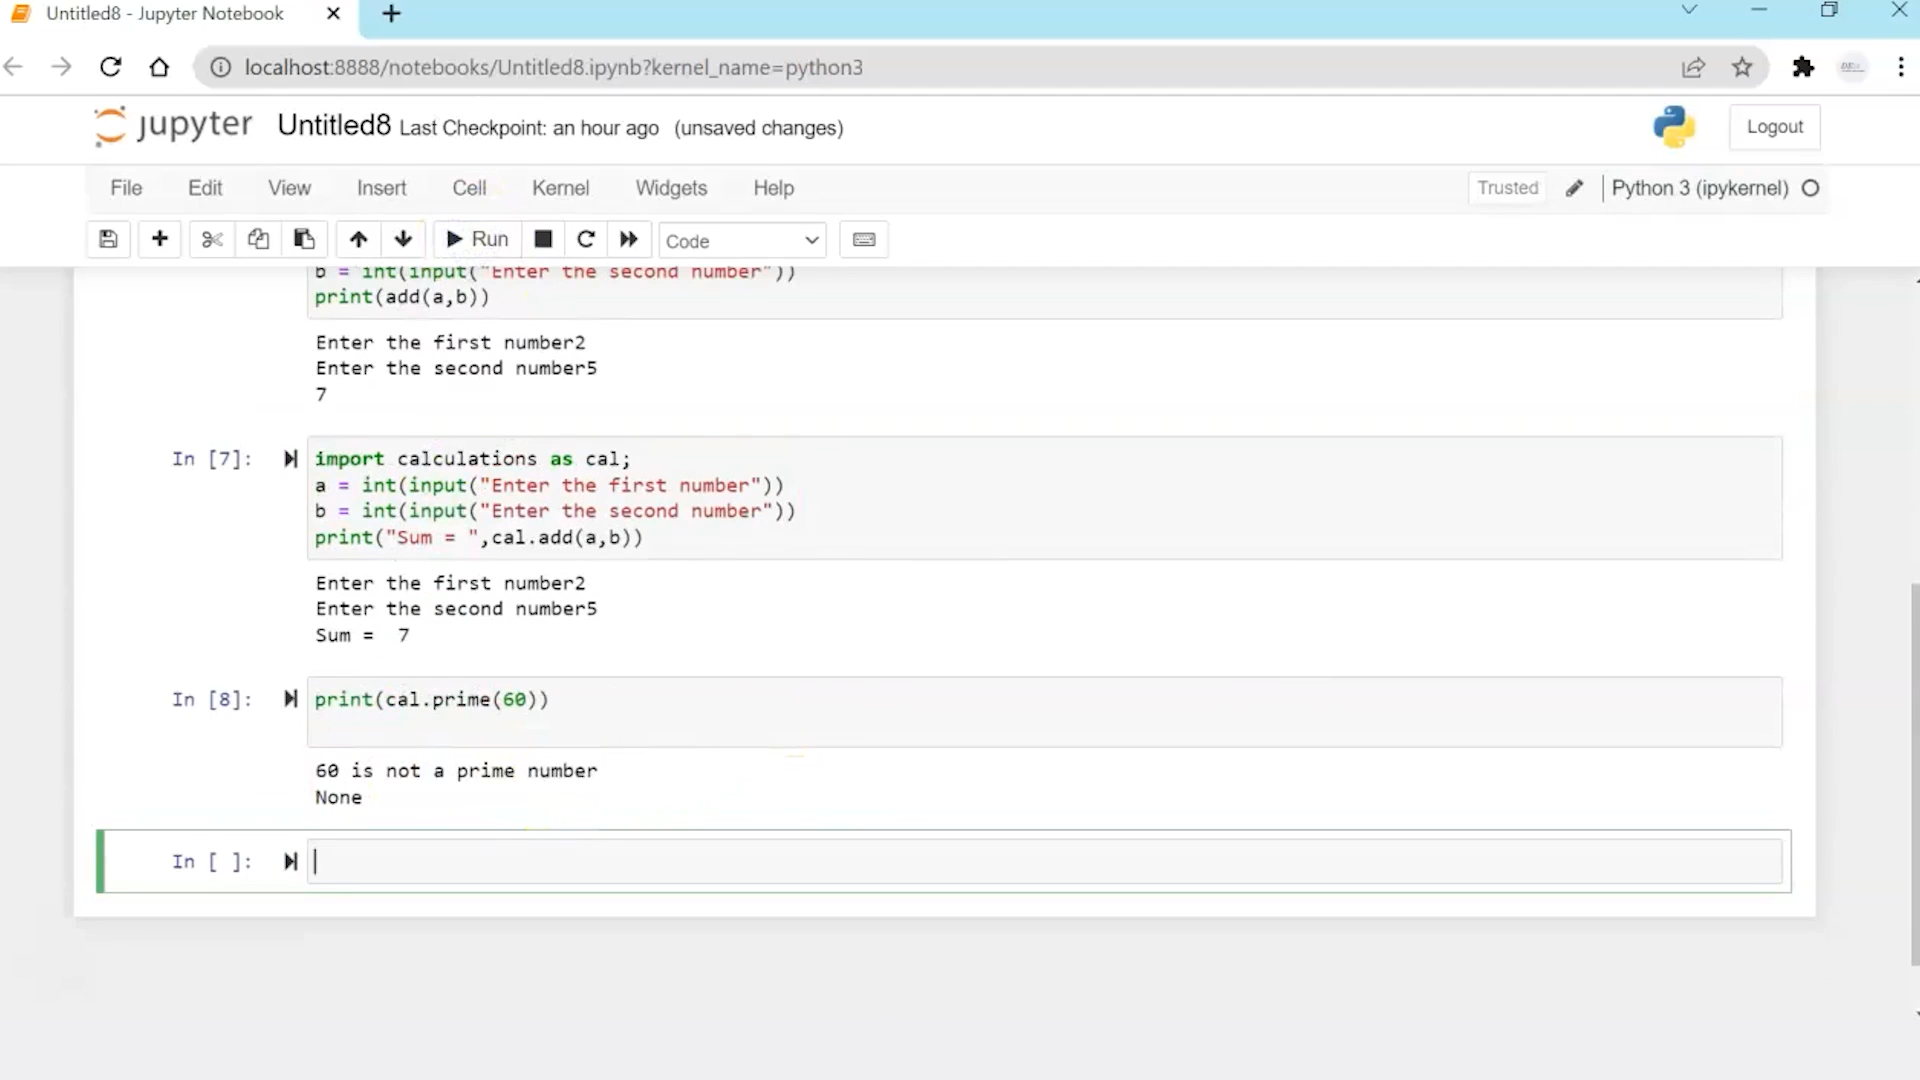 Untitled8 - Jupyter Notebook
localhost:8888/notebooks/Untitled8.ipynb?kernel_name=python3
jupyter Untitled8 Last Checkpoint: an hour ago (unsaved changes)
Logout
File Edit View Insert Cell Kernel Widgets Help
Trusted Python 3 (ipykernel)
Run Code
b = int(input("Enter the second number"))
print(add(a,b))
Enter the first number2
Enter the second number5
7
In [7]: import calculations as cal;
a = int(input("Enter the first number"))
b = int(input("Enter the second number"))
print("Sum = ",cal.add(a,b))
Enter the first number2
Enter the second number5
Sum =  7
In [8]: print(cal.prime(60))
60 is not a prime number
None
In [ ]: